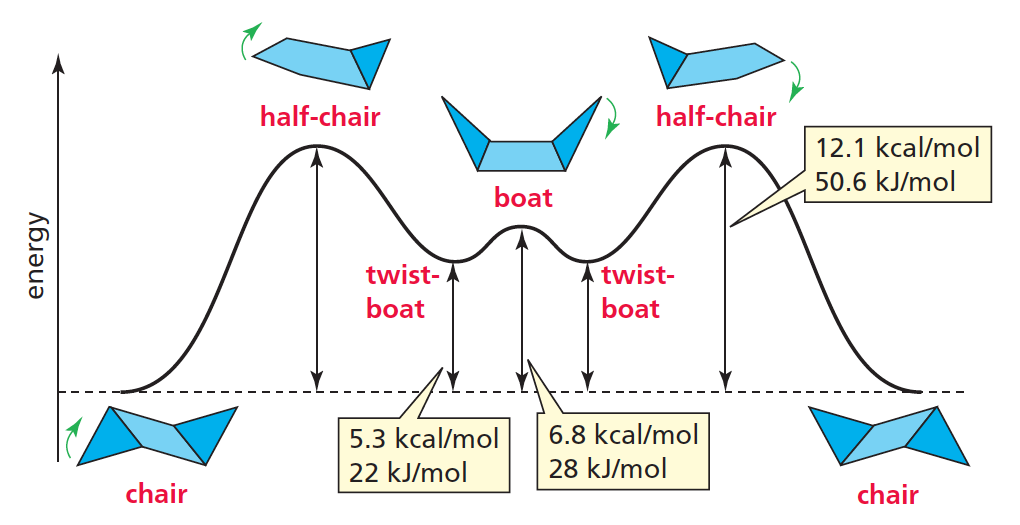 half-chair
half-chair
12.1 kcal/mol
50.6 kJ/mol
boat
energy
twist-
boat
twist-
boat
5.3 kcal/mol
22 kJ/mol
6.8 kcal/mol
28 kJ/mol
chair
chair